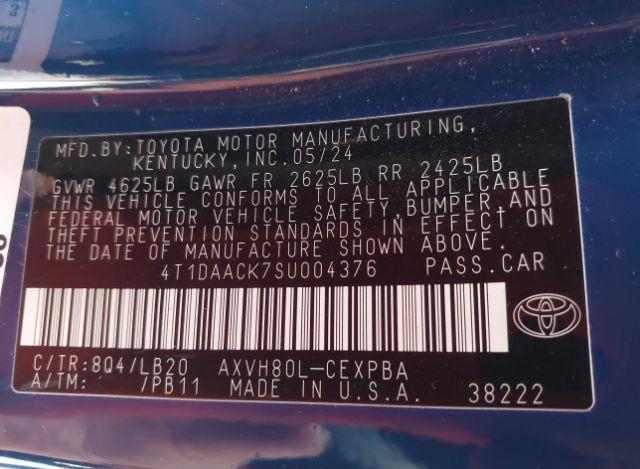 MFD.BY:TOYOTA MOTOR MANUFACTURING,
KENTUCKY,INC.05/24
GVWR 4625LB GAWR FR 2625LB RR 2425LB
THIS VEHICLE CONFORMS TO ALL APPLICABLE
FEDERAL MOTOR VEHICLE SAFETY,BUMPER,AND
THEFT PREVENTION STANDARDS IN EFFECT ON
THE DATE OF MANUFACTURE SHOWN ABOVE.
4T1DAACK7SU004376 PASS.CAR
C/TR:8Q4/LB20 AXVH80L-CEXPBA
A/TM: /PB11 MADE IN U.S.A. 38222